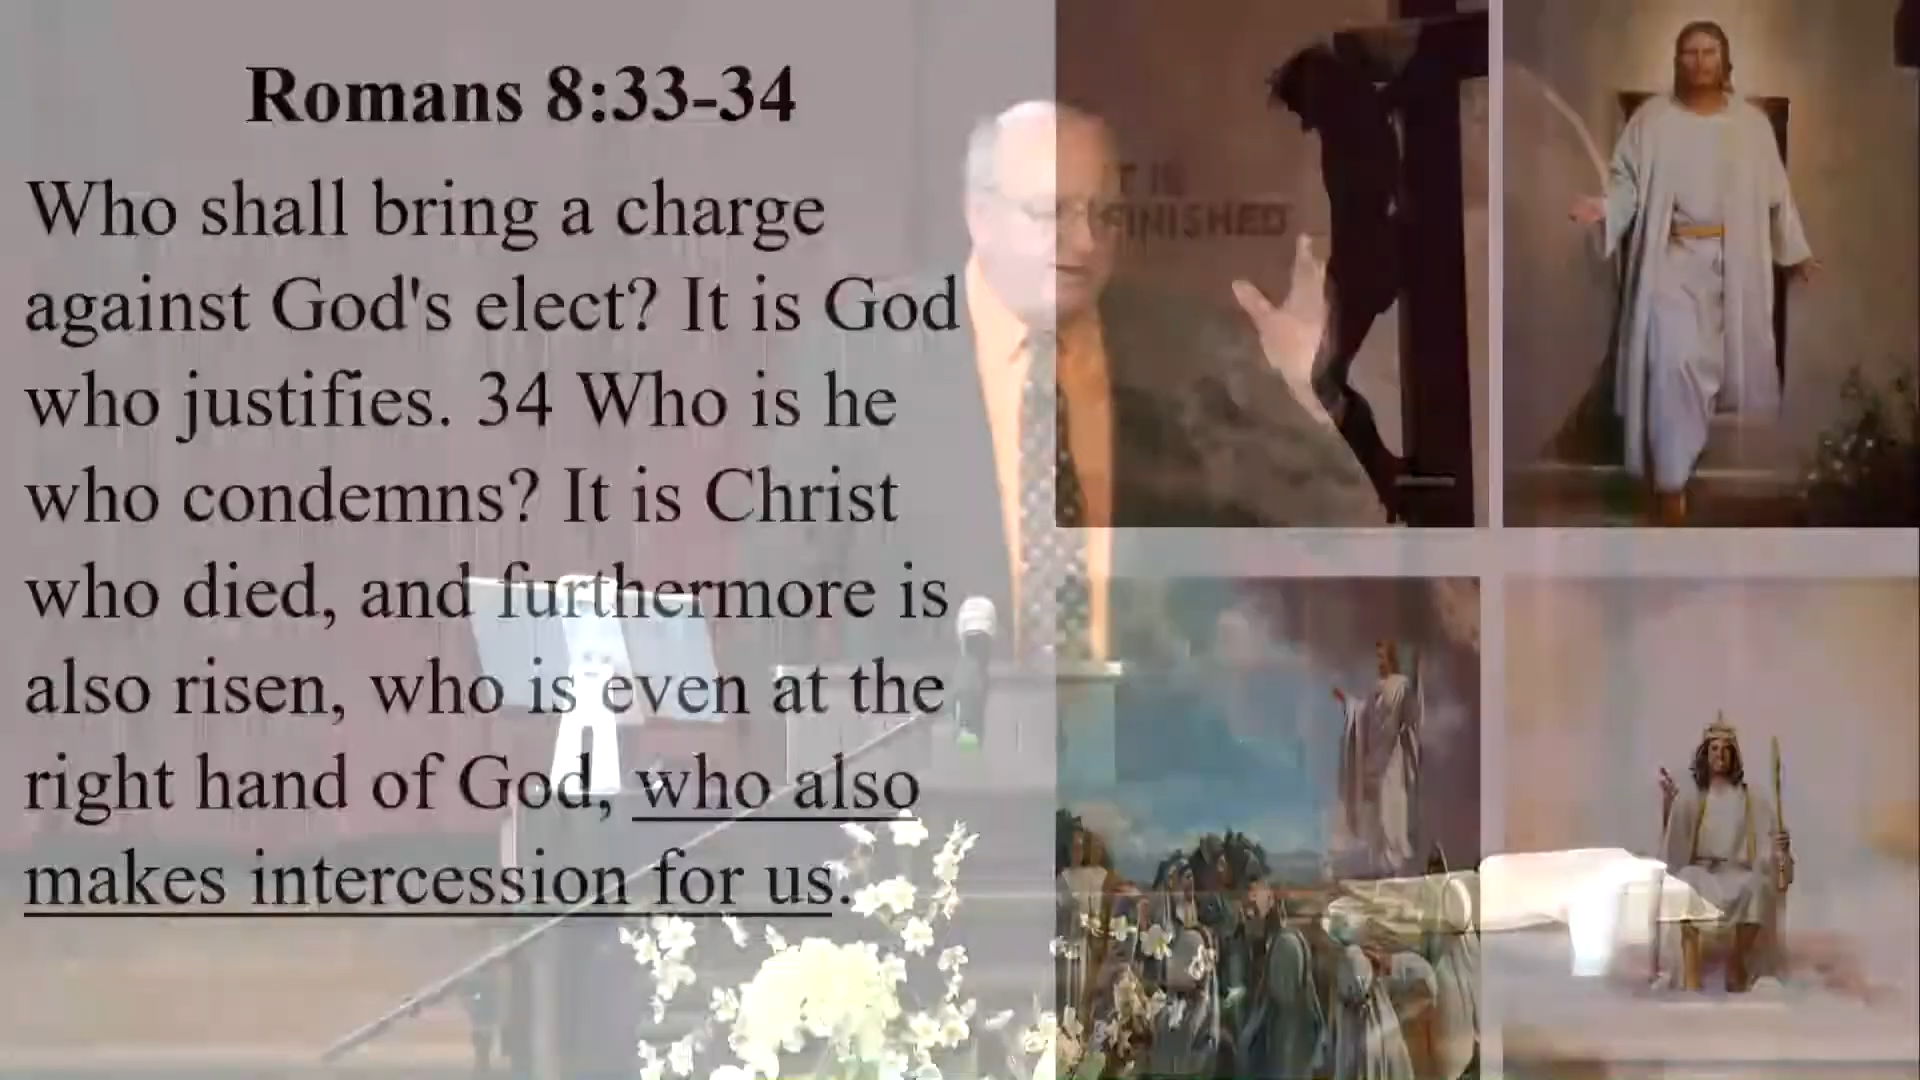 Romans 8:33-34
Who shall bring a charge
against God's elect? It is God
who justifies. 34 Who is he
who condemns? It is Christ
who died, and furthermore is
also risen, who is even at the
right hand of God, who also
makes intercession for us.
IS
FINISHED